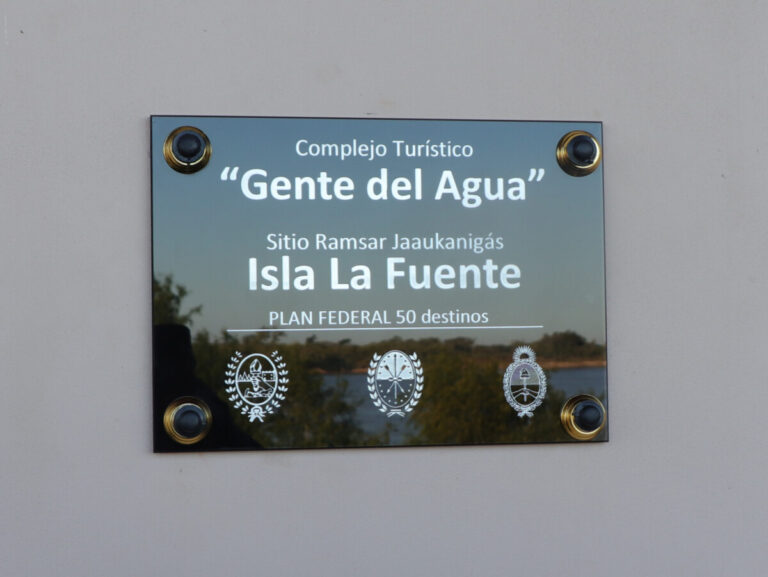 Complejo Turístico
“Gente del Agua”
Sitio Ramsar Jaaukanigás
Isla La Fuente
PLAN FEDERAL 50 destinos